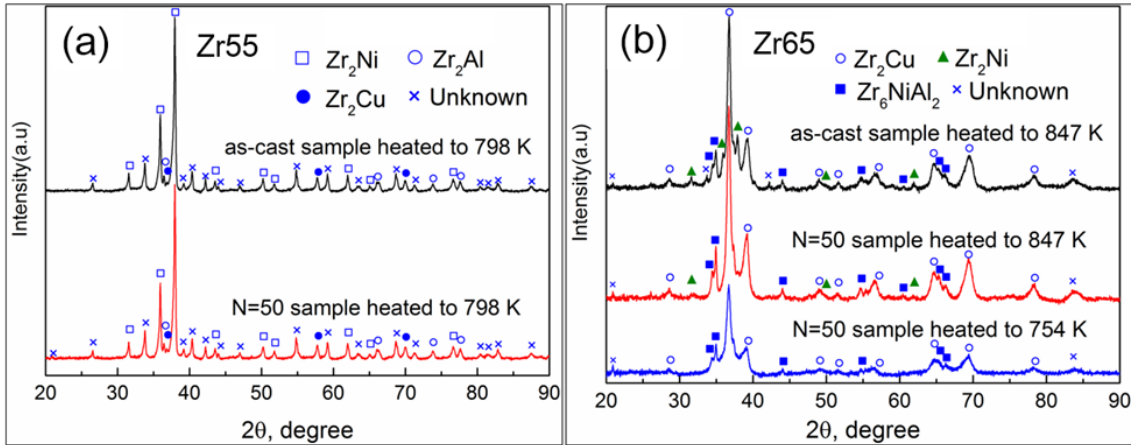 (a) Zr55
Zr₂Ni Zr₂Al
Zr₂Cu Unknown
as-cast sample heated to 798 K
N=50 sample heated to 798 K
Intensity(a.u)
20 30 40 50 60 70 80 90
2θ, degree
(b) Zr65
Zr₂Cu Zr₂Ni
Zr₆NiAl₂ Unknown
as-cast sample heated to 847 K
N=50 sample heated to 847 K
N=50 sample heated to 754 K
Intensity(a.u)
20 30 40 50 60 70 80 90
2θ, degree